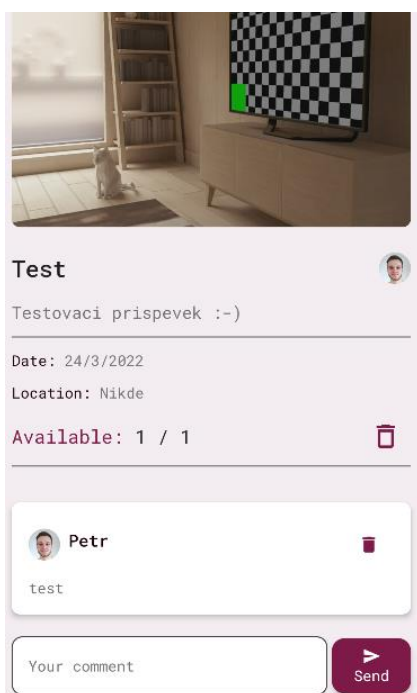 Test
Testovaci prispevek :-)
Date: 24/3/2022
Location: Nikde
Available: 1 / 1
Petr
test
Your comment
Send